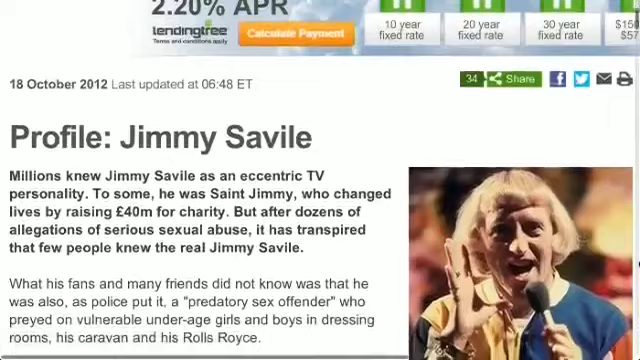 2.20% APR
lendingtree
Terms and conditions apply
Calculate Payment
10 year
fixed rate
20 year
fixed rate
30 year
fixed rate
18 October 2012 Last updated at 06:48 ET
34 Share
Profile: Jimmy Savile
Millions knew Jimmy Savile as an eccentric TV
personality. To some, he was Saint Jimmy, who changed
lives by raising £40m for charity. But after dozens of
allegations of serious sexual abuse, it has transpired
that few people knew the real Jimmy Savile.
What his fans and many friends did not know was that he
was also, as police put it, a "predatory sex offender" who
preyed on vulnerable under-age girls and boys in dressing
rooms, his caravan and his Rolls Royce.